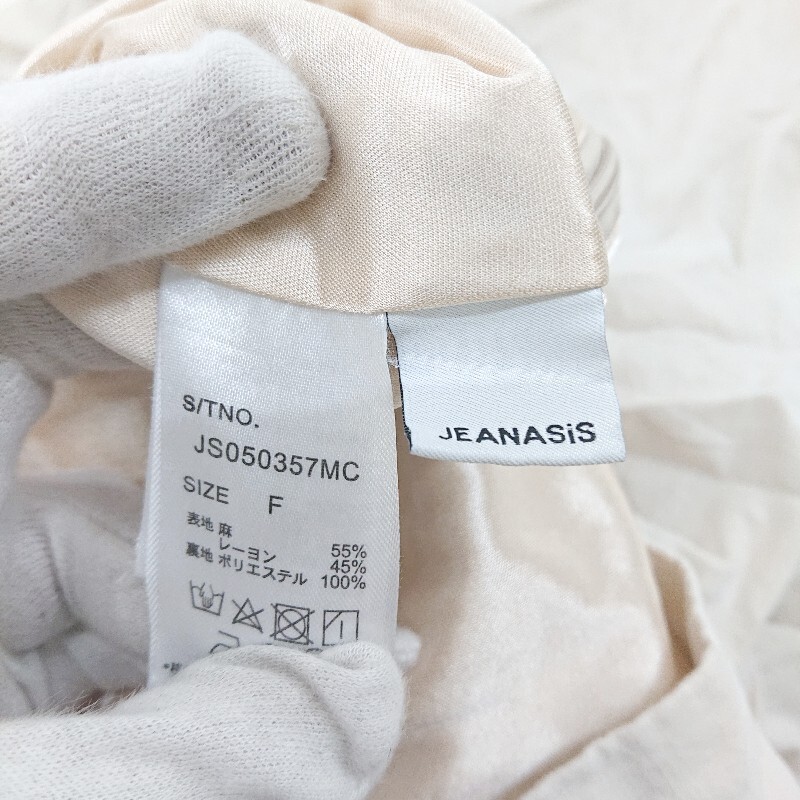 S/TNO.
JS050357MC
SIZE F
表地 麻 55%
レーヨン 45%
裏地 ポリエステル 100%
JEANASiS